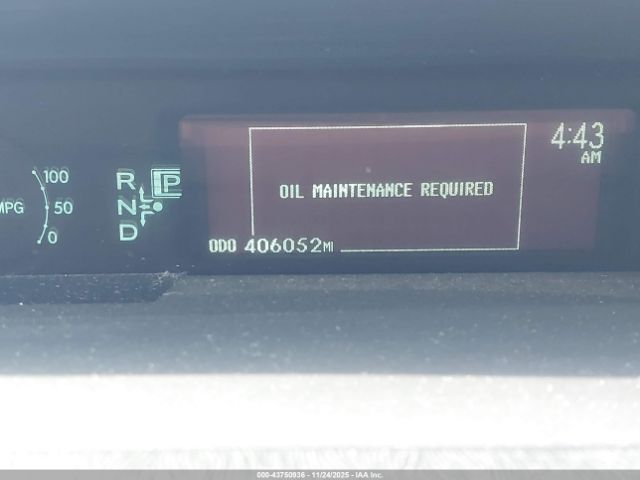 4:43
AM
100
MPG 50
0
R P
N
D
OIL MAINTENANCE REQUIRED
ODO 406052MI
000-43750936 - 11/24/2025 - IAA Inc.